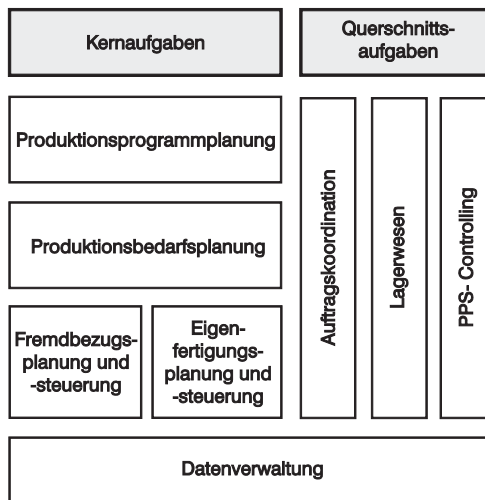 Kernaufgaben
Querschnitts-
aufgaben
Produktionsprogrammplanung
Produktionsbedarfsplanung
Fremdbezugs-
planung und
-steuerung
Eigen-
fertigungs-
planung und
-steuerung
Auftragskoordination
Lagerwesen
PPS- Controlling
Datenverwaltung